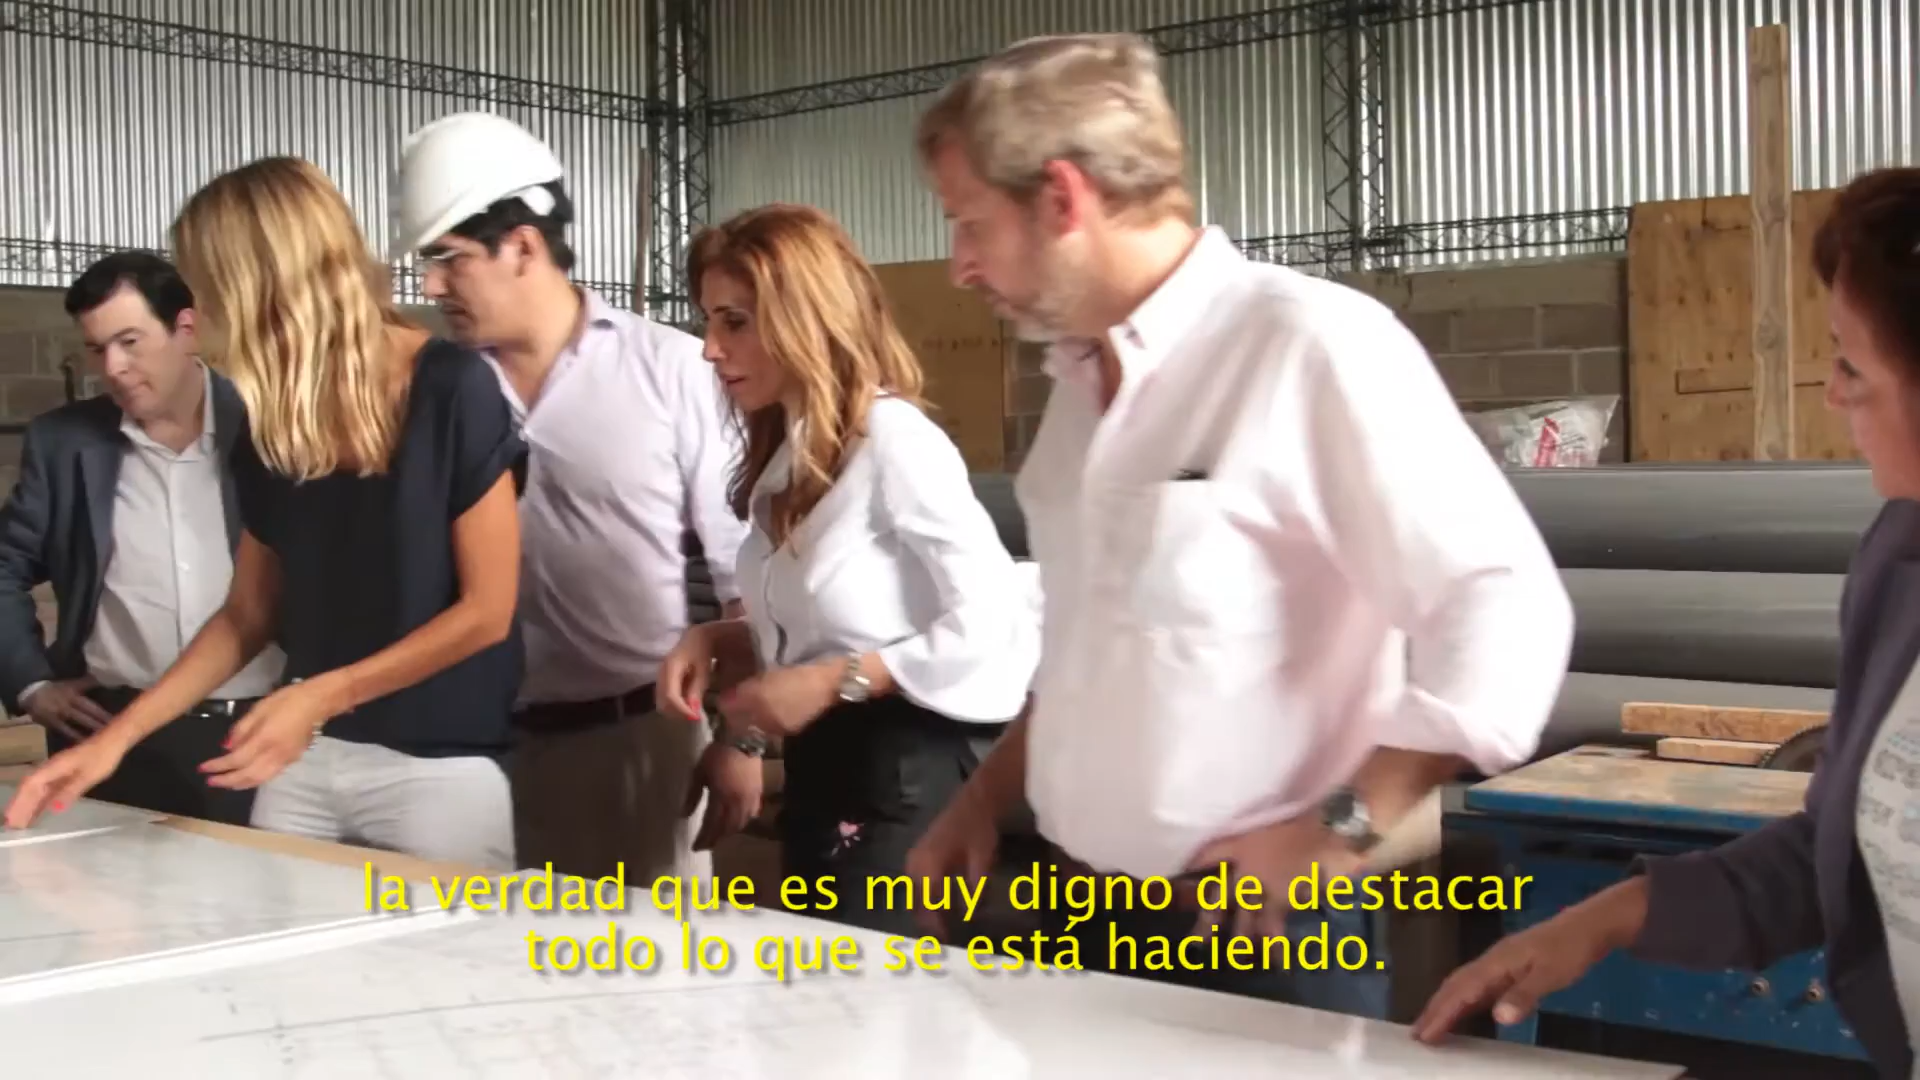 la verdad que es muy digno de destacar
todo lo que se está haciendo.